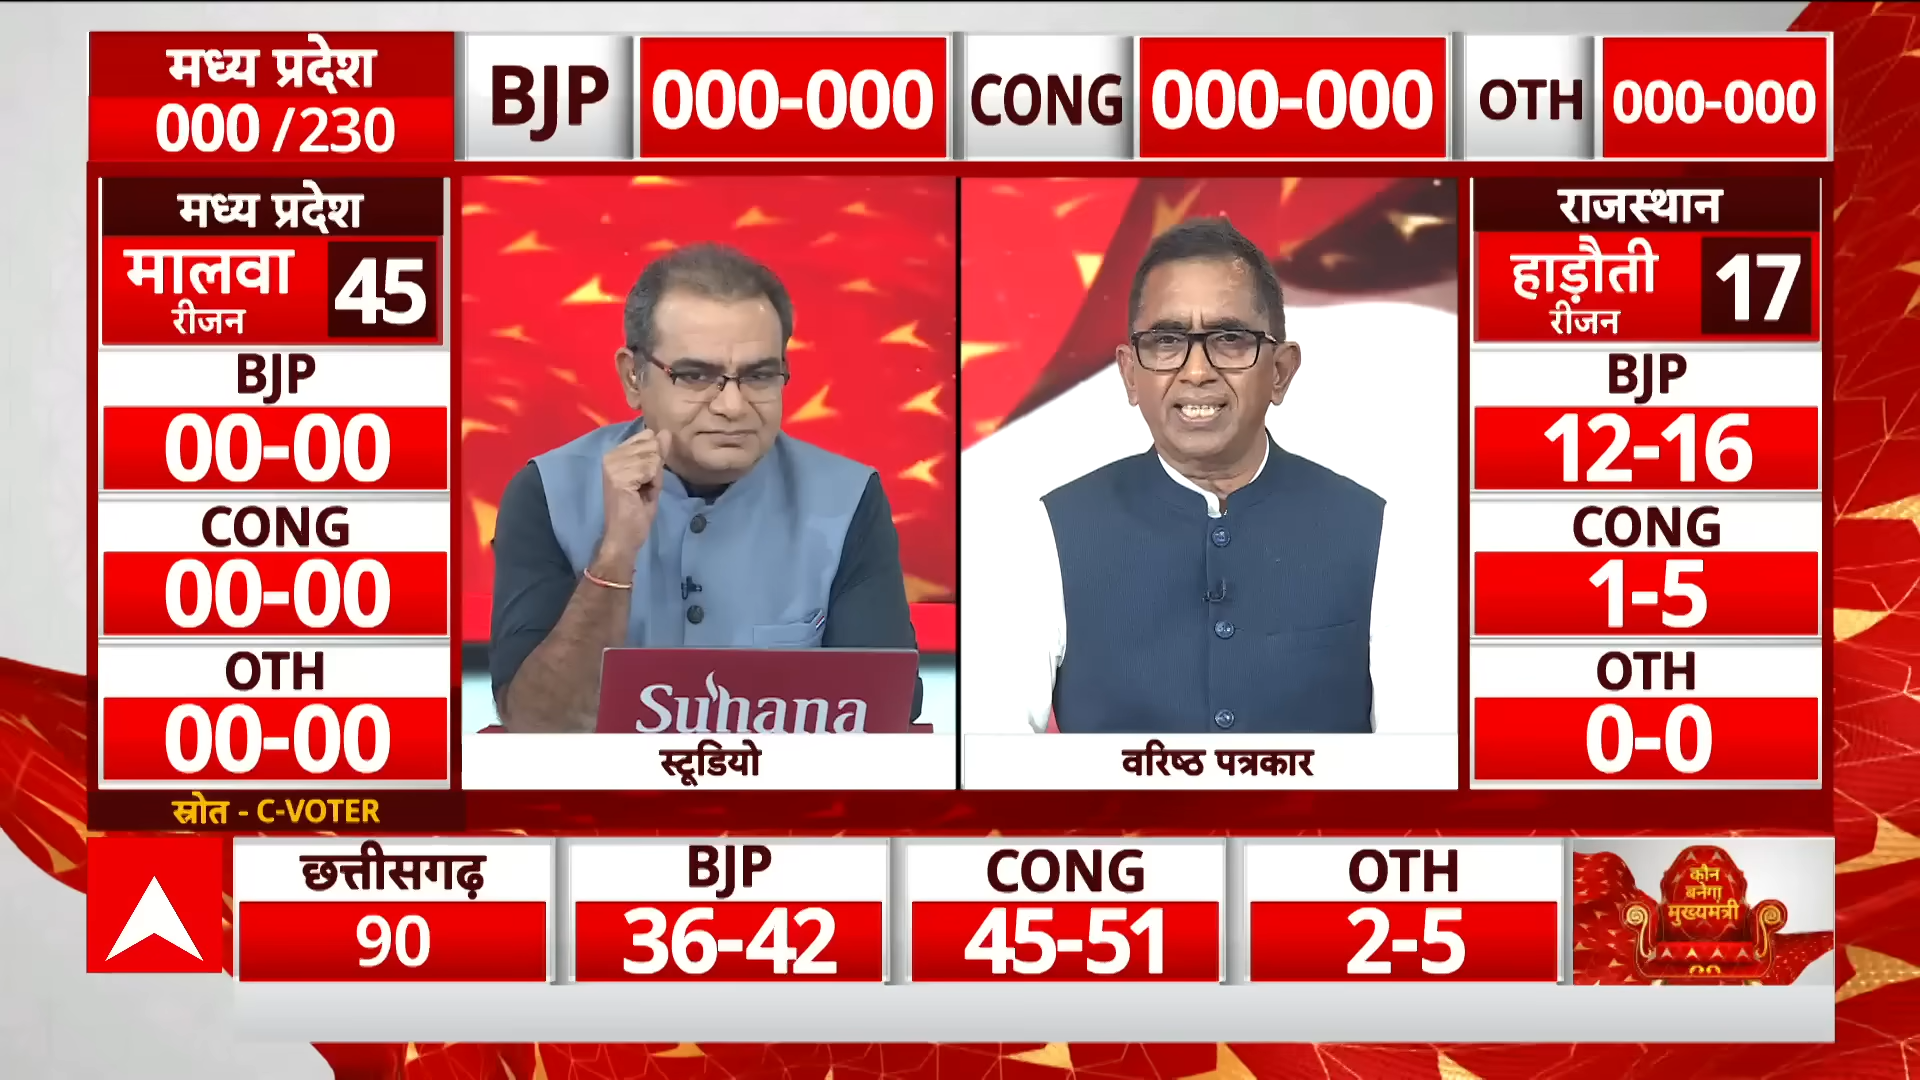 मध्य प्रदेश
000 /230
BJP 000-000 CONG 000-000 OTH 000-000
मध्य प्रदेश
मालवा
रीजन
45
BJP
00-00
CONG
00-00
OTH
00-00
स्रोत - C-VOTER
Suhana
स्टूडियो
वरिष्ठ पत्रकार
राजस्थान
हाड़ौती
रीजन
17
BJP
12-16
CONG
1-5
OTH
0-0
छत्तीसगढ़ BJP CONG OTH
90 36-42 45-51 2-5
कौन
बनेगा
मुख्यमंत्री